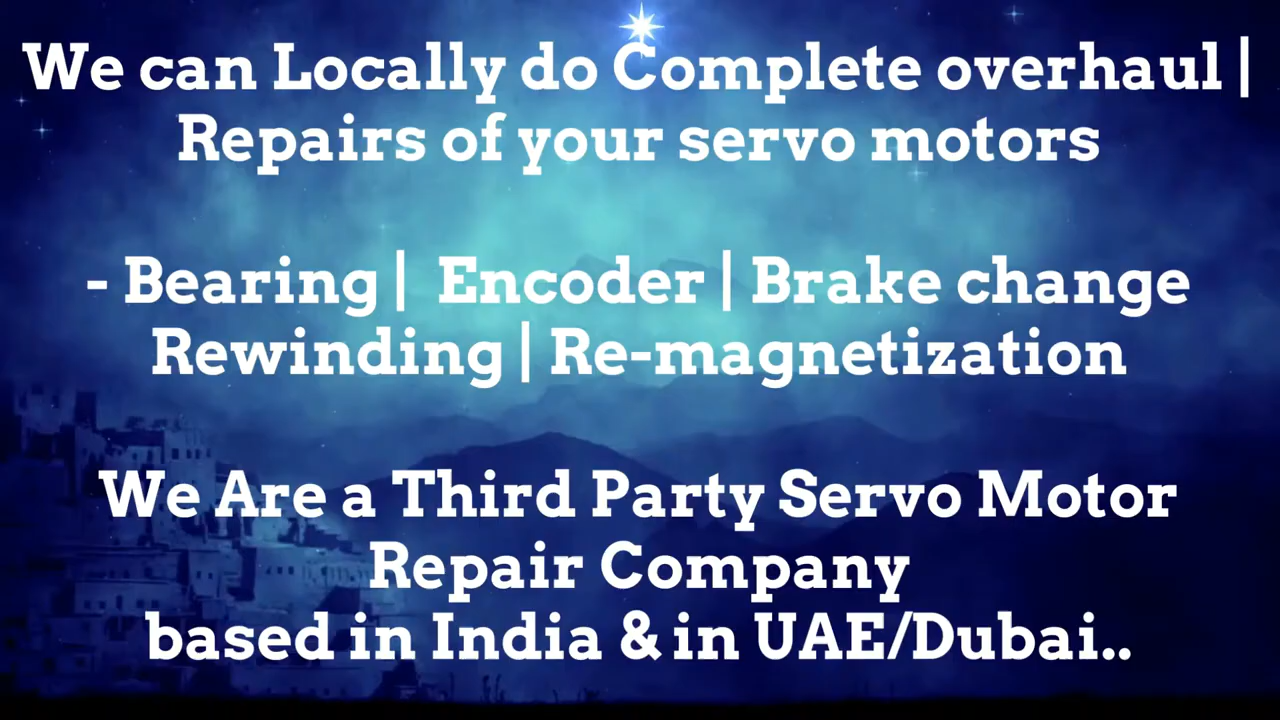 We can Locally do Complete overhaul |
Repairs of your servo motors
- Bearing | Encoder | Brake change
Rewinding | Re-magnetization
We Are a Third Party Servo Motor
Repair Company
based in India & in UAE/Dubai..